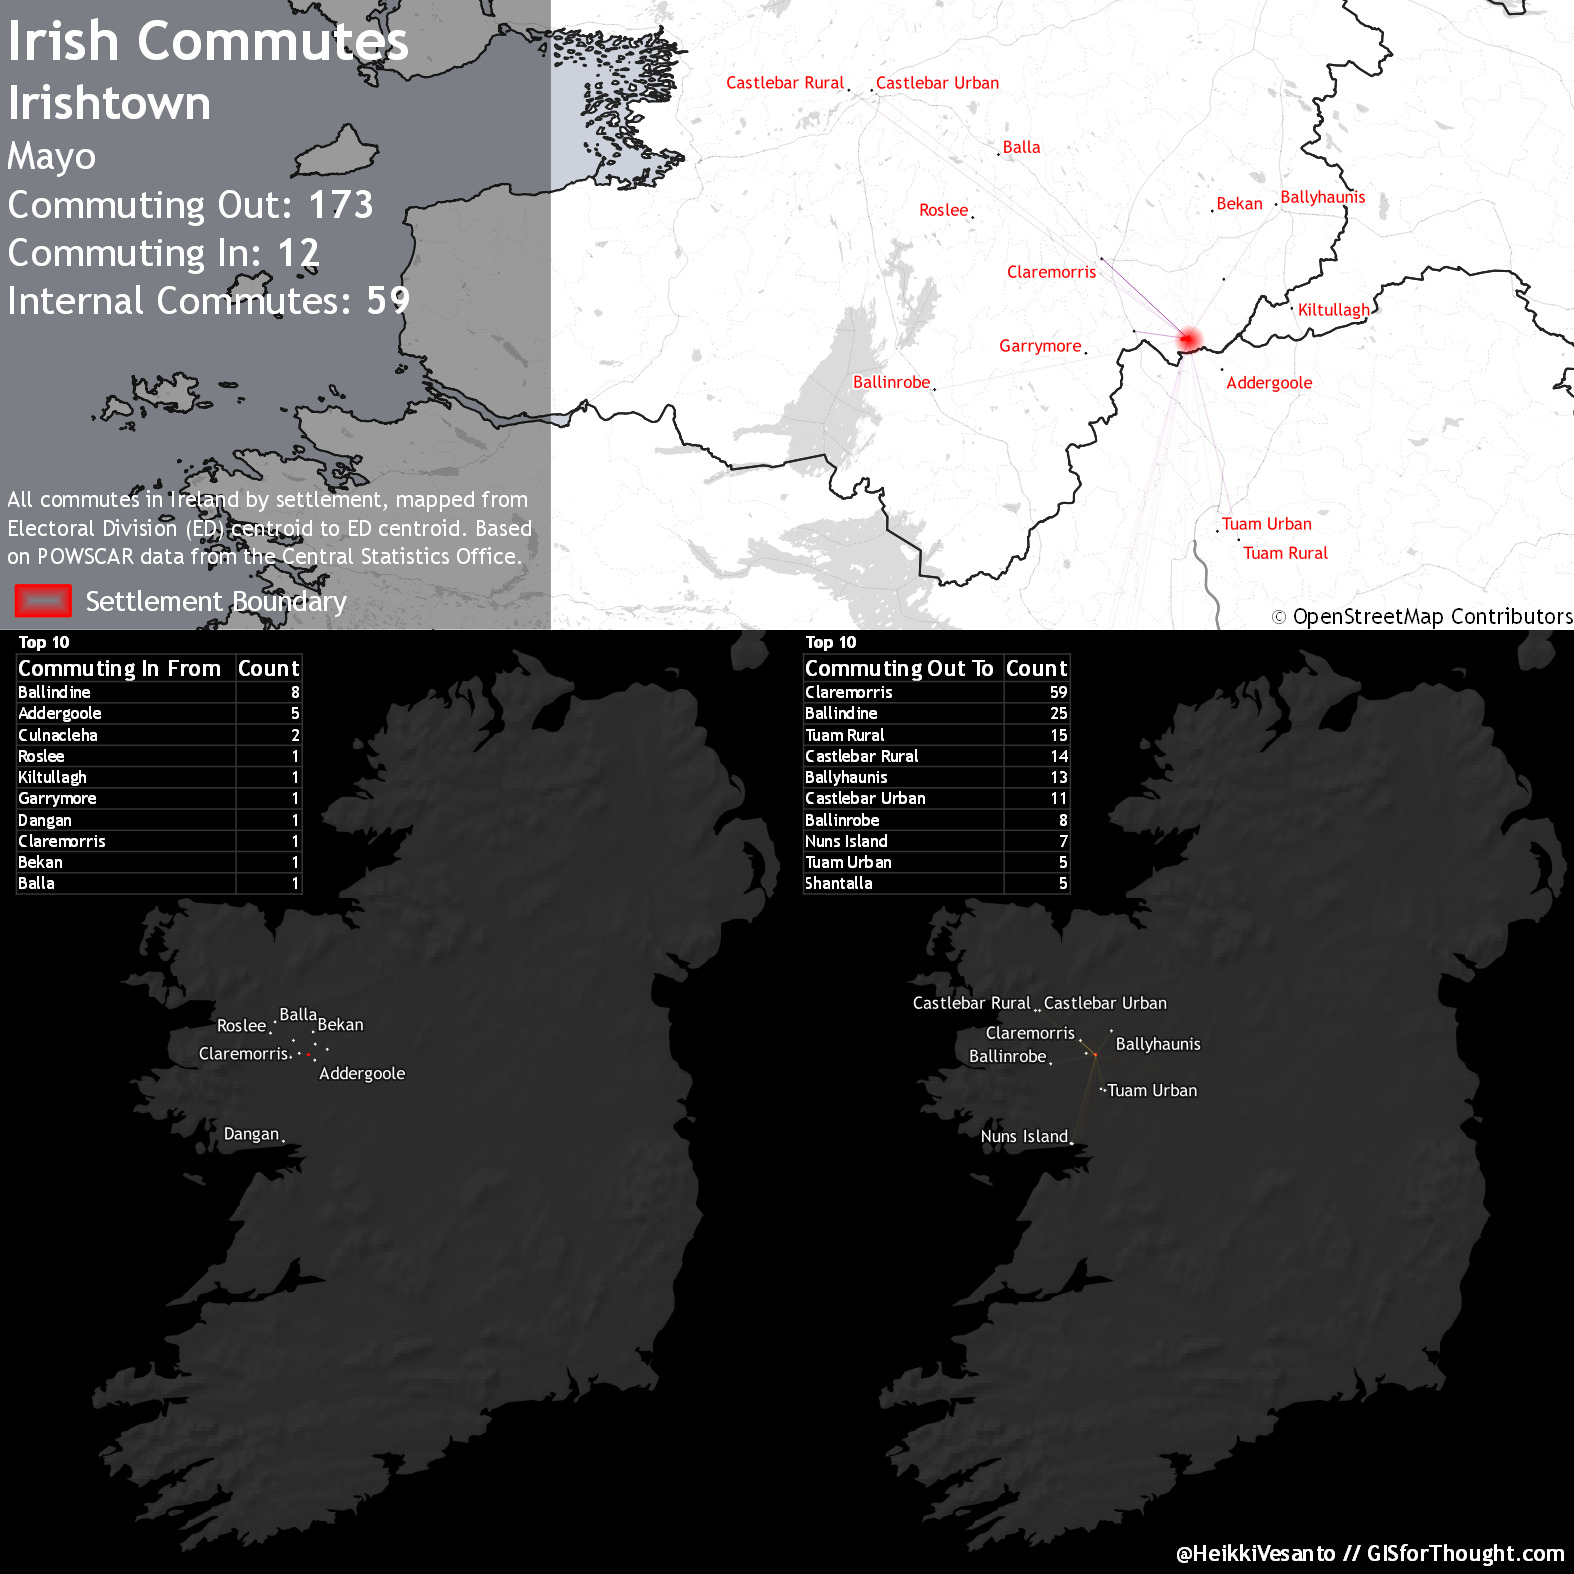 Irish Commutes
Irishtown
Mayo
Commuting Out: 173
Commuting In: 12
Internal Commutes: 59
All commutes in Ireland by settlement, mapped from
Electoral Division (ED) centroid to ED centroid. Based
on POWSCAR data from the Central Statistics Office.
Settlement Boundary
Castlebar Rural
Castlebar Urban
Balla
Roslee
Bekan
Ballyhaunis
Claremorris
Kiltullagh
Garrymore
Ballinrobe
Addergoole
Tuam Urban
Tuam Rural
© OpenStreetMap Contributors
Top 10
Commuting In From Count
Ballindine 8
Addergoole 5
Culnacleha 2
Roslee 1
Kiltullagh 1
Garrymore 1
Dangan 1
Claremorris 1
Bekan 1
Balla 1
Balla
Roslee
Bekan
Claremorris
Addergoole
Dangan
Top 10
Commuting Out To Count
Claremorris 59
Ballindine 25
Tuam Rural 15
Castlebar Rural 14
Ballyhaunis 13
Castlebar Urban 11
Ballinrobe 8
Nuns Island 7
Tuam Urban 5
Shantalla 5
Castlebar Rural
Castlebar Urban
Claremorris
Ballyhaunis
Ballinrobe
Tuam Urban
Nuns Island
@HeikkiVesanto // GISforThought.com